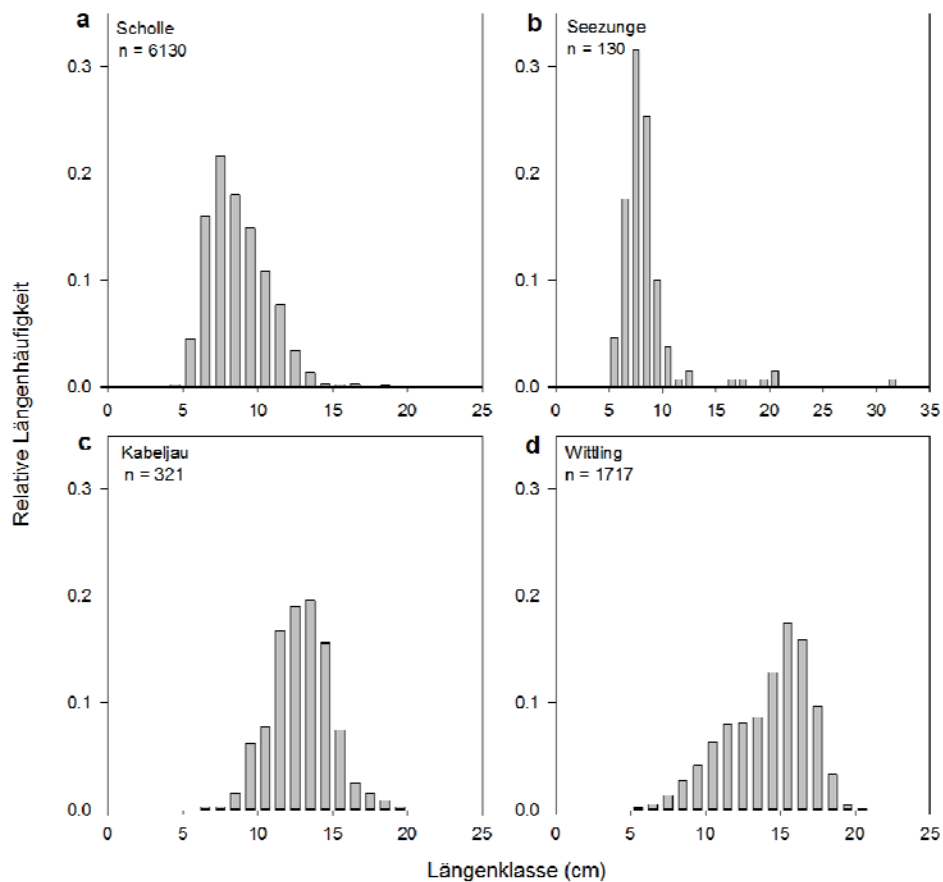 a
Scholle
n = 6130
0.3
0.2
0.1
0.0
0 5 10 15 20 25
b
Seezunge
n = 130
0.3
0.2
0.1
0.0
0 5 10 15 20 25 30 35
c
Kabeljau
n = 321
0.3
0.2
0.1
0.0
0 5 10 15 20 25
d
Wittling
n = 1717
0.3
0.2
0.1
0.0
0 5 10 15 20 25
Relative Längenhäufigkeit
Längenklasse (cm)